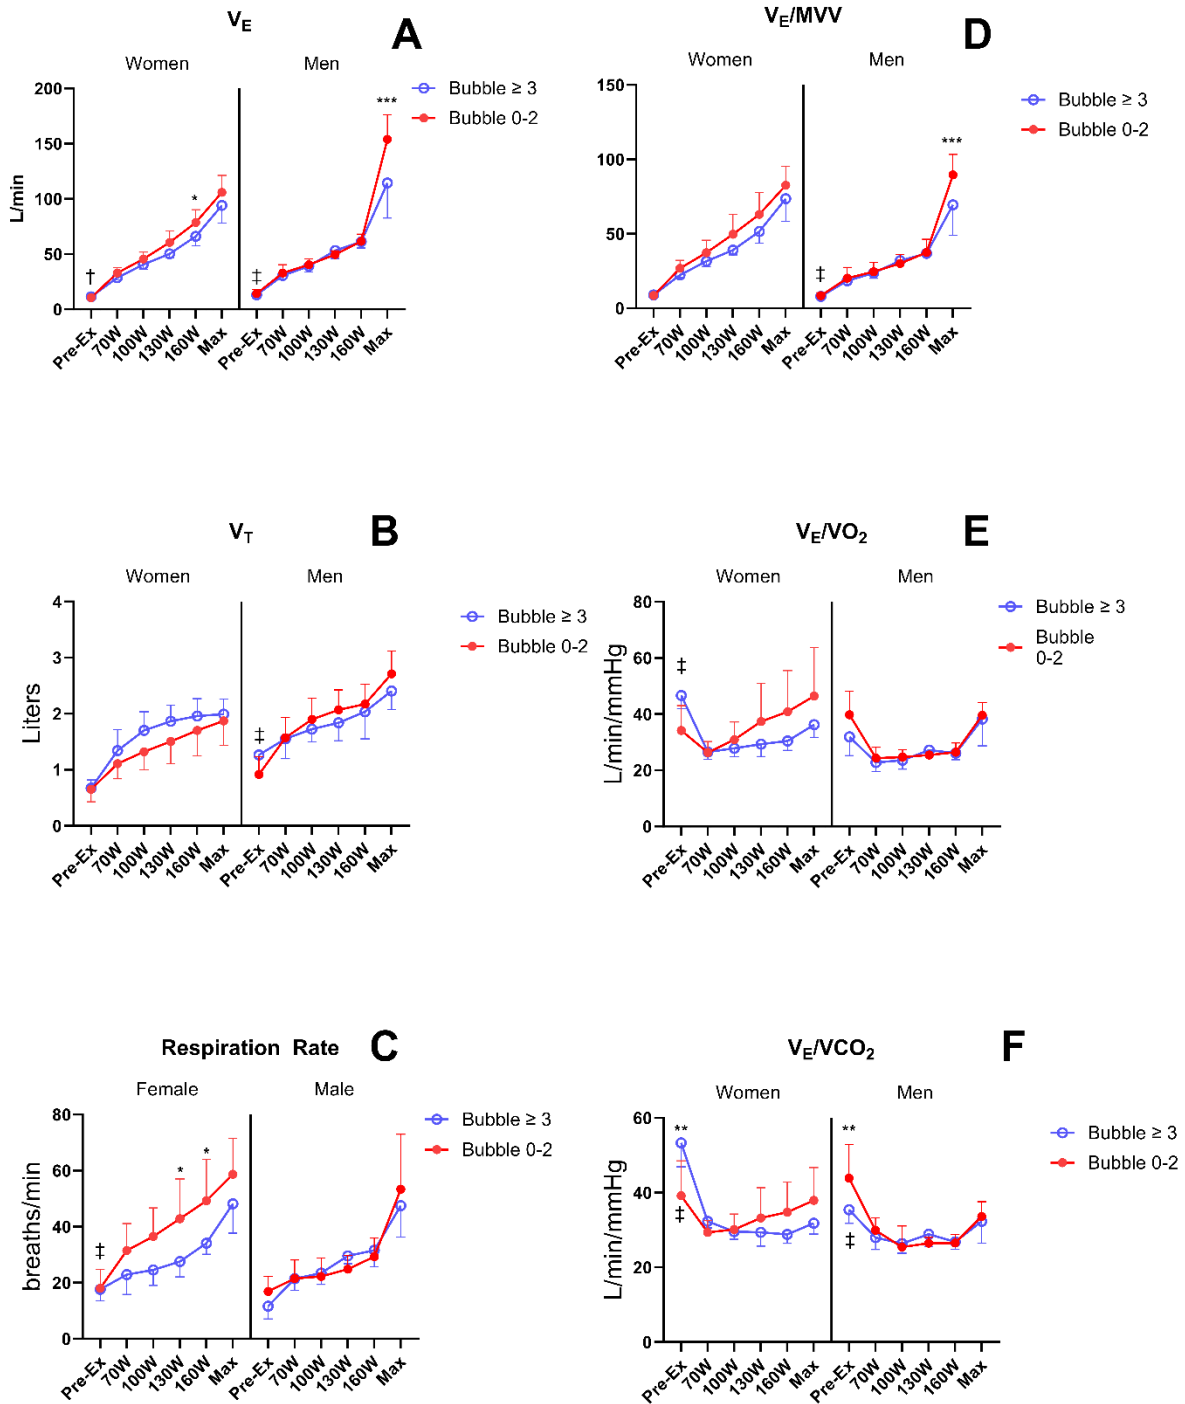 V_E
A
Women
Men
200
150
100
50
0
L/min
†
*
‡
***
Pre-Ex
70W
100W
130W
160W
Max
Pre-Ex
70W
100W
130W
160W
Max
Bubble ≥ 3
Bubble 0-2
V_E/MVV
D
Women
Men
150
100
50
0
‡
***
Pre-Ex
70W
100W
130W
160W
Max
Pre-Ex
70W
100W
130W
160W
Max
Bubble ≥ 3
Bubble 0-2
V_T
B
Women
Men
4
3
2
1
0
Liters
‡
Pre-Ex
70W
100W
130W
160W
Max
Pre-Ex
70W
100W
130W
160W
Max
Bubble ≥ 3
Bubble 0-2
V_E/VO₂
E
Women
Men
80
60
40
20
0
L/min/mmHg
‡
Pre-Ex
70W
100W
130W
160W
Max
Pre-Ex
70W
100W
130W
160W
Max
Bubble ≥ 3
Bubble
0-2
Respiration Rate
C
Female
Male
80
60
40
20
0
breaths/min
‡
*
*
Pre-Ex
70W
100W
130W
160W
Max
Pre-Ex
70W
100W
130W
160W
Max
Bubble ≥ 3
Bubble 0-2
V_E/VCO₂
F
Women
Men
60
40
20
0
L/min/mmHg
**
‡
**
‡
Pre-Ex
70W
100W
130W
160W
Max
Pre-Ex
70W
100W
130W
160W
Max
Bubble ≥ 3
Bubble 0-2